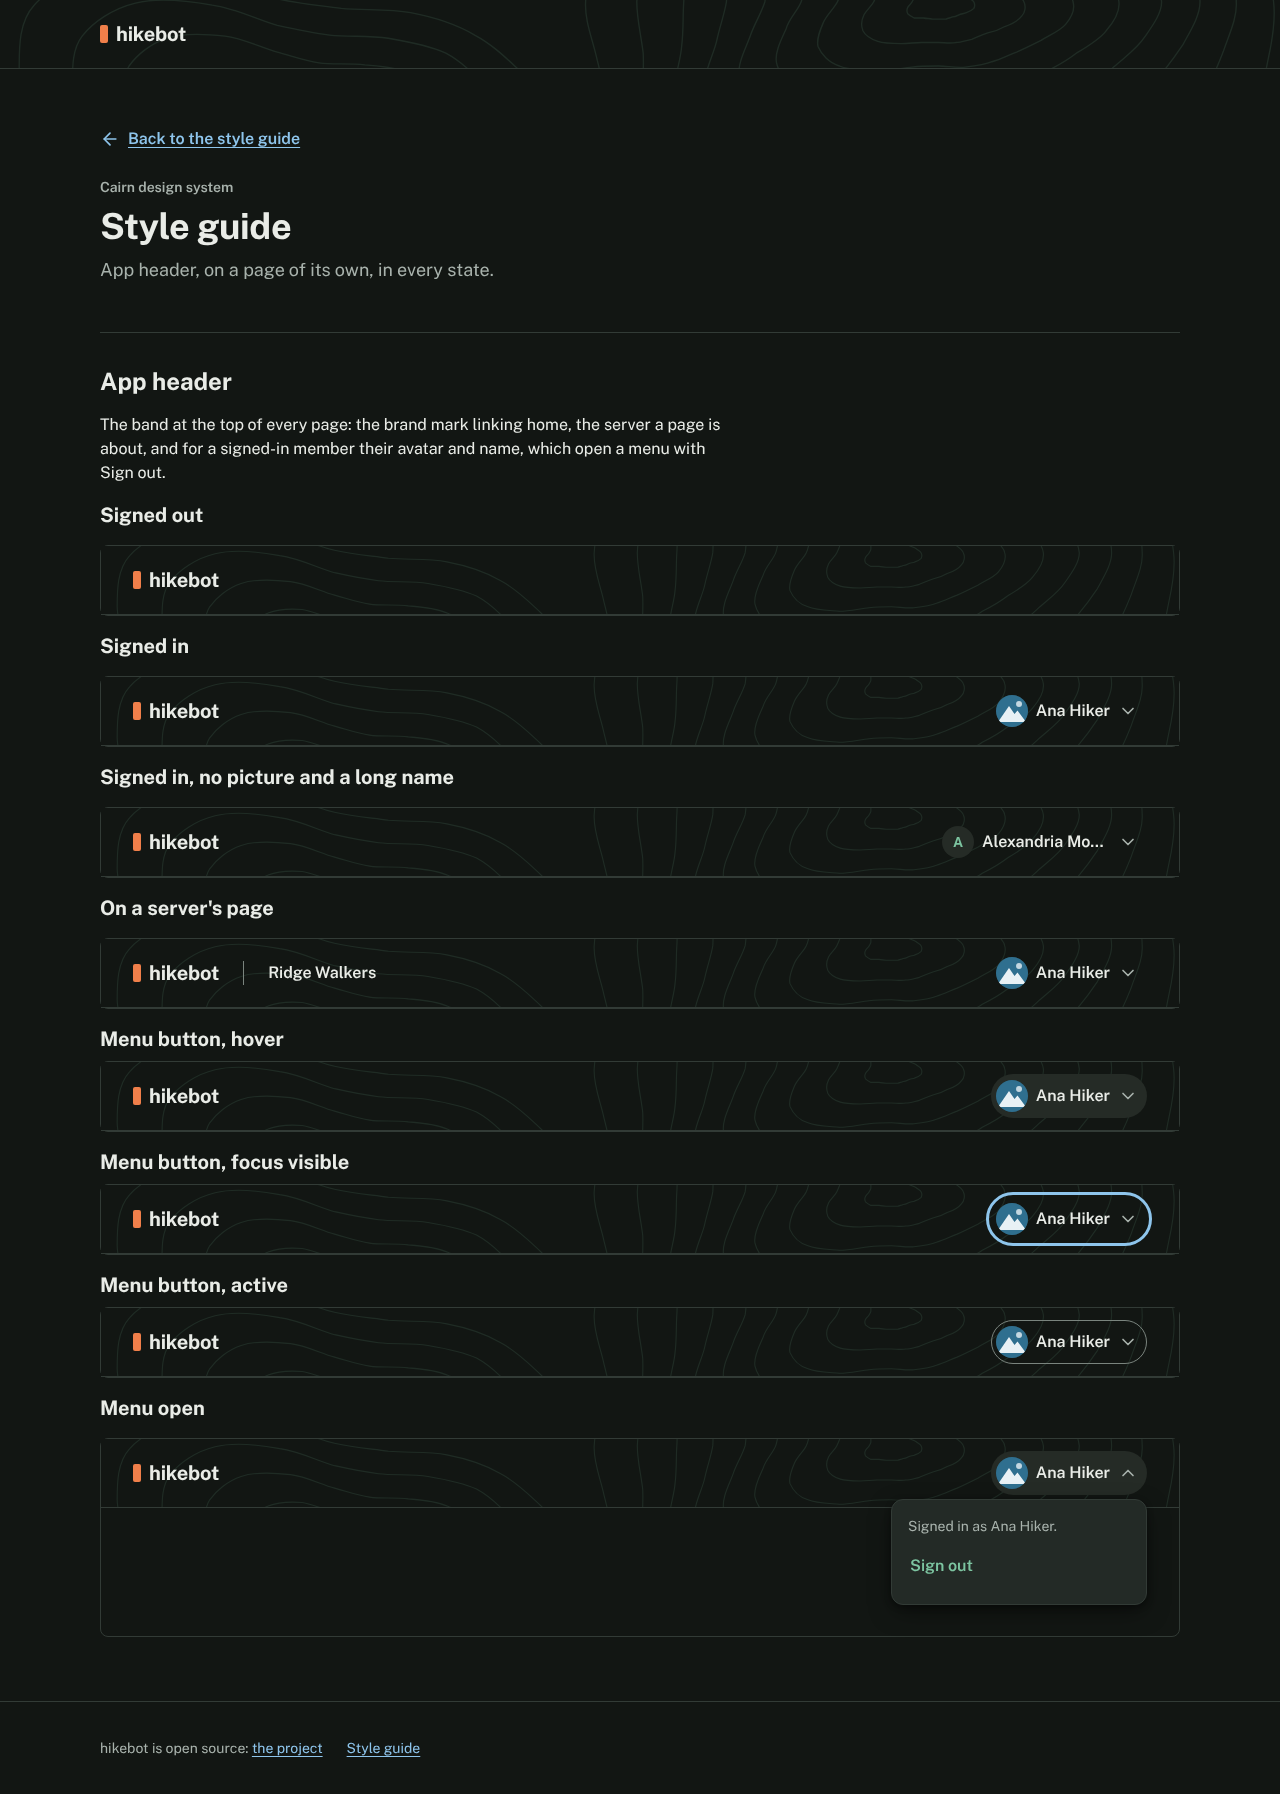 hikebot
Back to the style guide
Cairn design system
Style guide
App header, on a page of its own, in every state.
App header
The band at the top of every page: the brand mark linking home, the server a page is
about, and for a signed-in member their avatar and name, which open a menu with
Sign out.
Signed out
hikebot
Signed in
hikebot Ana Hiker
Signed in, no picture and a long name
hikebot A Alexandria Mo...
On a server's page
hikebot Ridge Walkers Ana Hiker
Menu button, hover
hikebot Ana Hiker
Menu button, focus visible
hikebot Ana Hiker
Menu button, active
hikebot Ana Hiker
Menu open
hikebot Ana Hiker
Signed in as Ana Hiker.
Sign out
hikebot is open source: the project Style guide